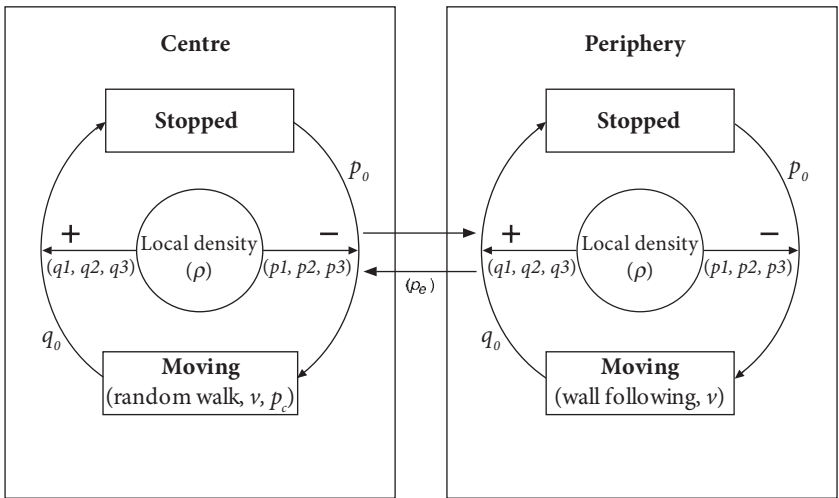 Centre
Stopped
p0
+
−
Local density
(ρ)
(q1, q2, q3)
(p1, p2, p3)
q0
Moving
(random walk, v, pc)
(pe)
Periphery
Stopped
p0
+
−
Local density
(ρ)
(q1, q2, q3)
(p1, p2, p3)
q0
Moving
(wall following, v)